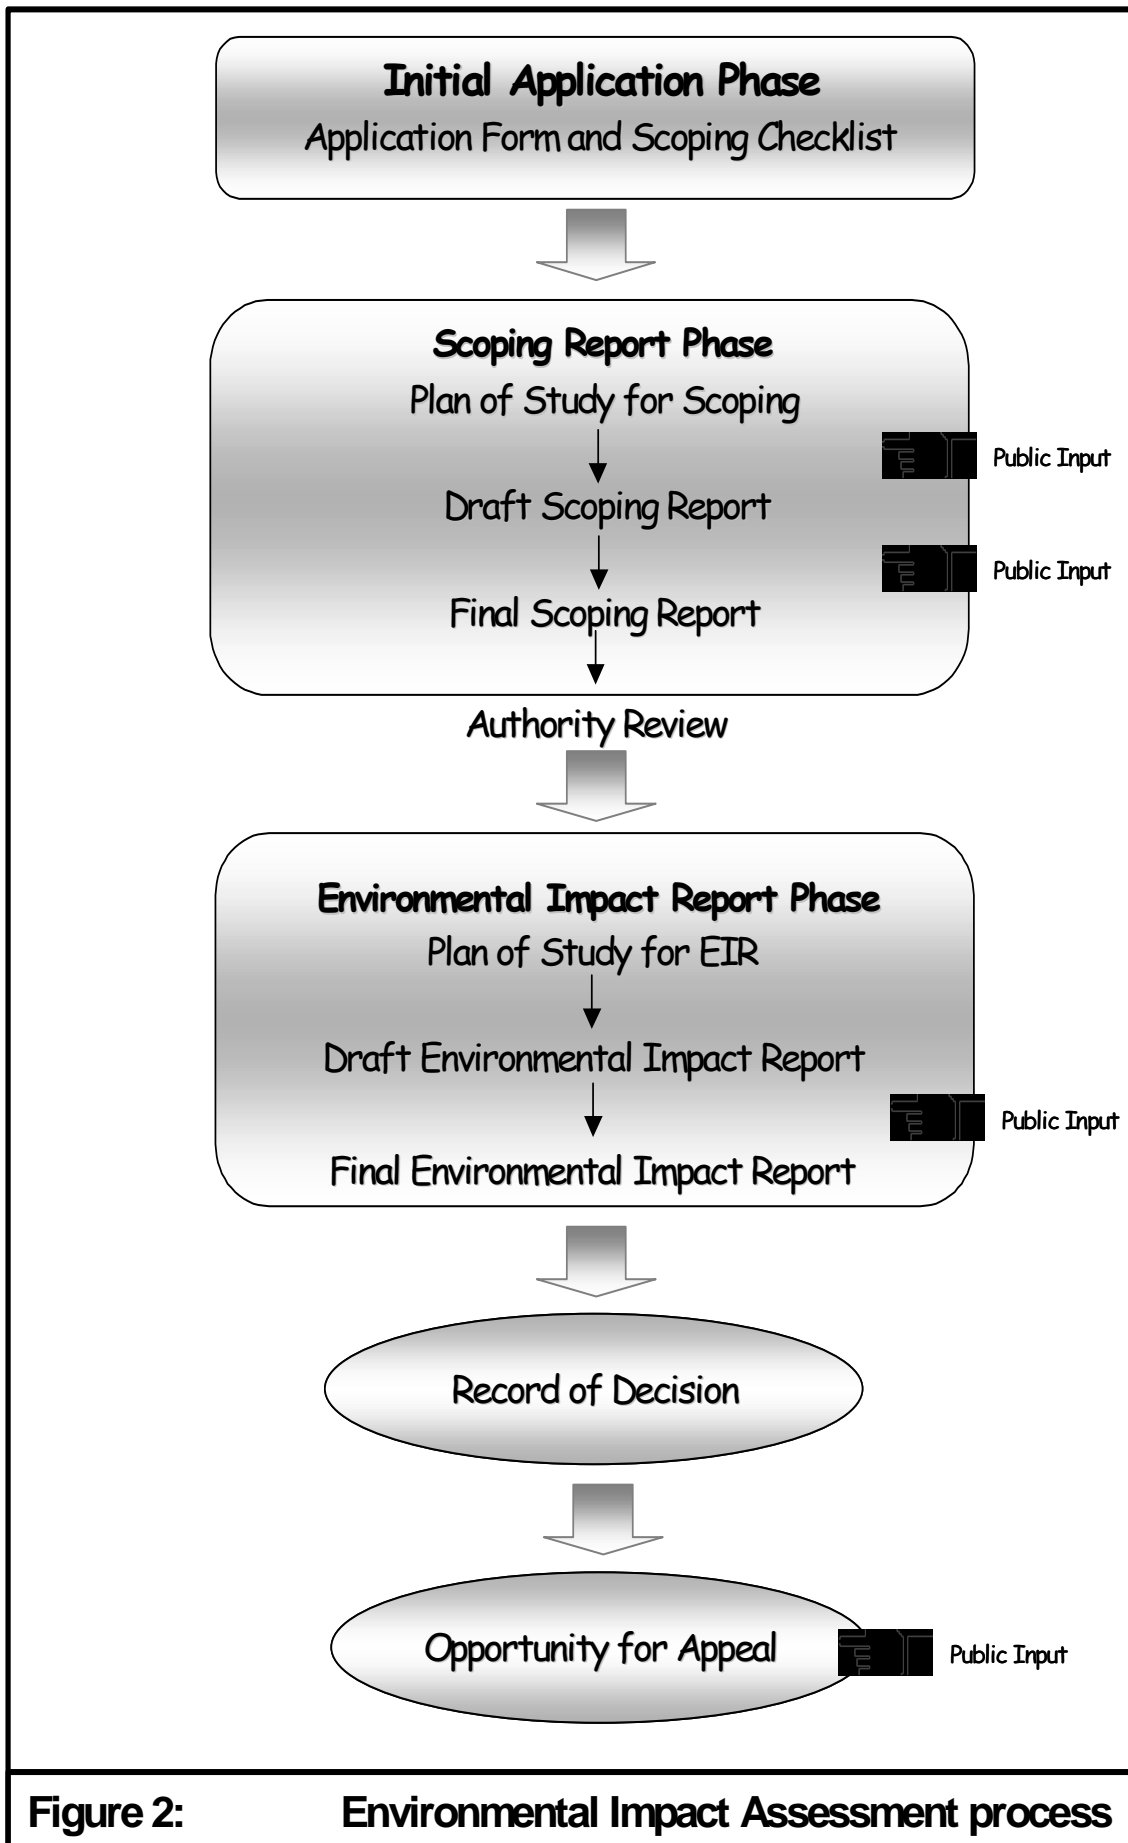 Initial Application Phase
Application Form and Scoping Checklist
Scoping Report Phase
Plan of Study for Scoping
Public Input
Draft Scoping Report
Public Input
Final Scoping Report
Authority Review
Environmental Impact Report Phase
Plan of Study for EIR
Draft Environmental Impact Report
Public Input
Final Environmental Impact Report
Record of Decision
Opportunity for Appeal
Public Input
Figure 2: Environmental Impact Assessment process